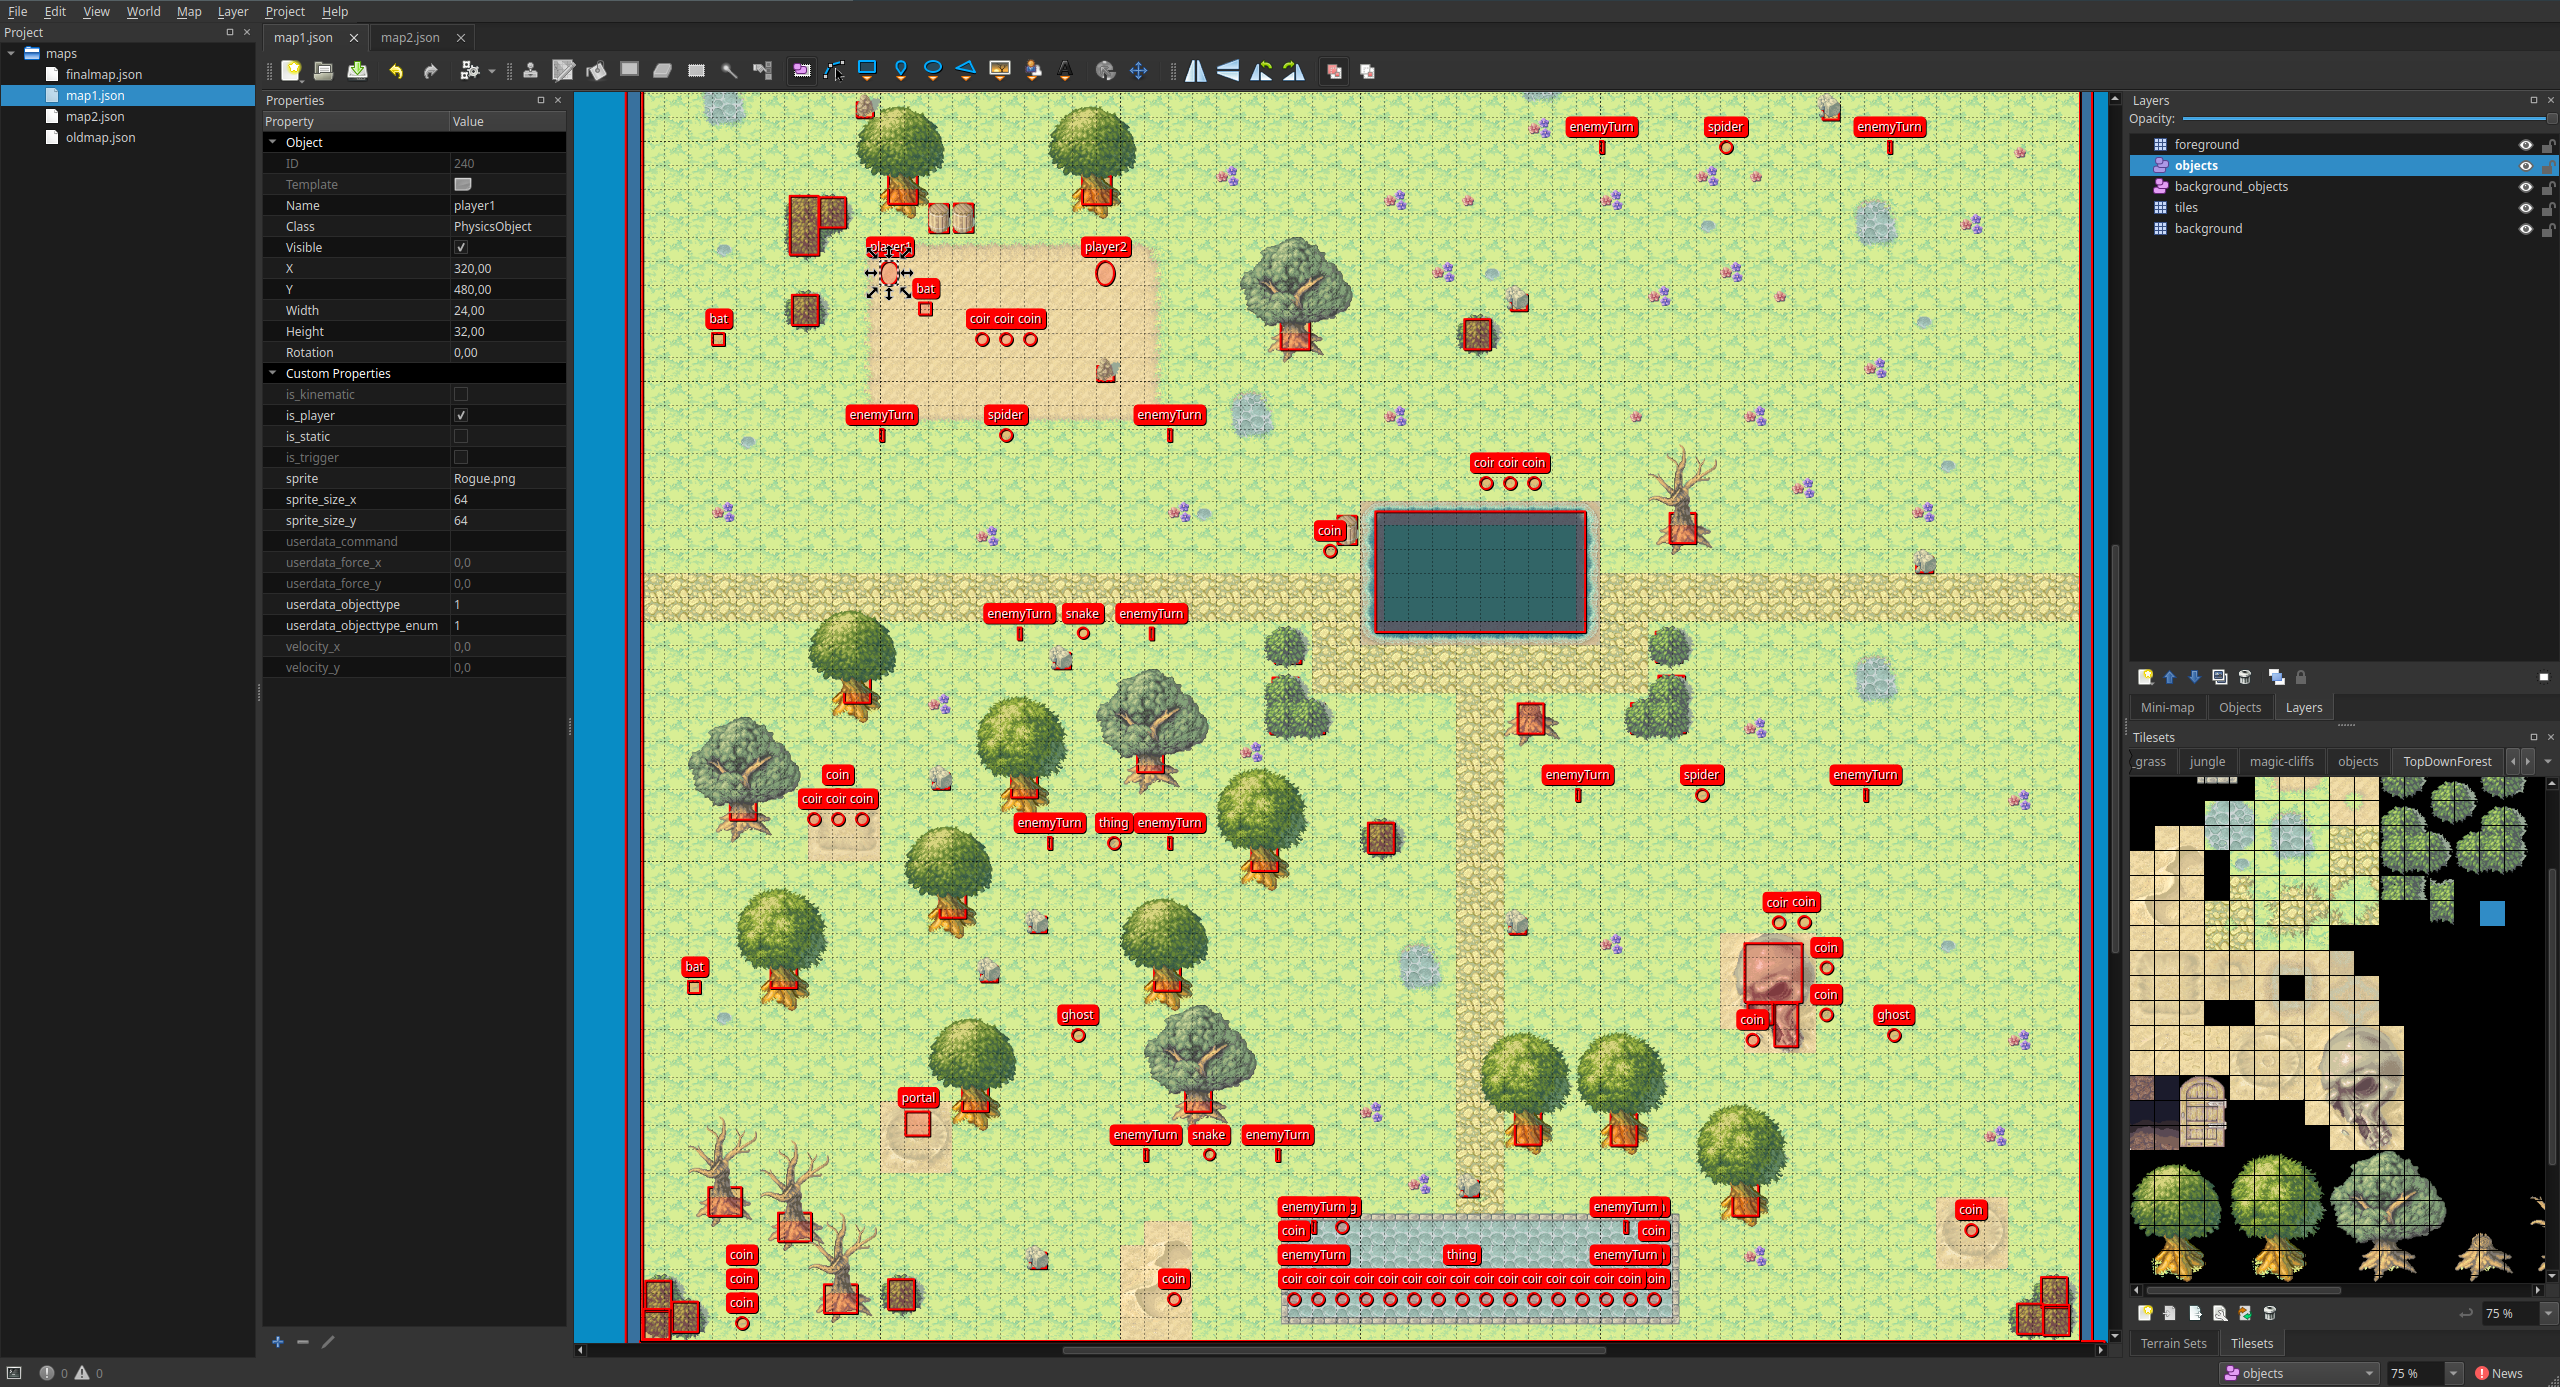 File Edit View World Map Layer Project Help
Project
maps
finalmap.json
map1.json
map2.json
oldmap.json
map1.json map2.json
Properties
Property Value
Object
ID 240
Template
Name player1
Class PhysicsObject
Visible
X 320,00
Y 480,00
Width 24,00
Height 32,00
Rotation 0,00
Custom Properties
is_kinematic
is_player
is_static
is_trigger
sprite Rogue.png
sprite_size_x 64
sprite_size_y 64
userdata_command
userdata_force_x 0,0
userdata_force_y 0,0
userdata_objecttype 1
userdata_objecttype_enum 1
velocity_x 0,0
velocity_y 0,0
enemyTurn spider enemyTurn
player1 player2
bat
bat coir coir coin
enemyTurn spider enemyTurn
coir coir coin
coin
enemyTurn snake enemyTurn
coin enemyTurn spider enemyTurn
coir coir coin
enemyTurn thing enemyTurn
coir coin
coin
bat
coin
ghost coin ghost
portal
enemyTurn snake enemyTurn
enemyTurn g enemyTurn coin
coin coin
coin enemyTurn thing enemyTurn
coin coin coir coir coir coir coir coir coir coir coir coir coir coir coir coir coin oin
coin
Layers
Opacity:
foreground
objects
background_objects
tiles
background
Mini-map Objects Layers
Tilesets
_grass jungle magic-cliffs objects TopDownForest
75 %
Terrain Sets Tilesets
0 0
objects 75 % News